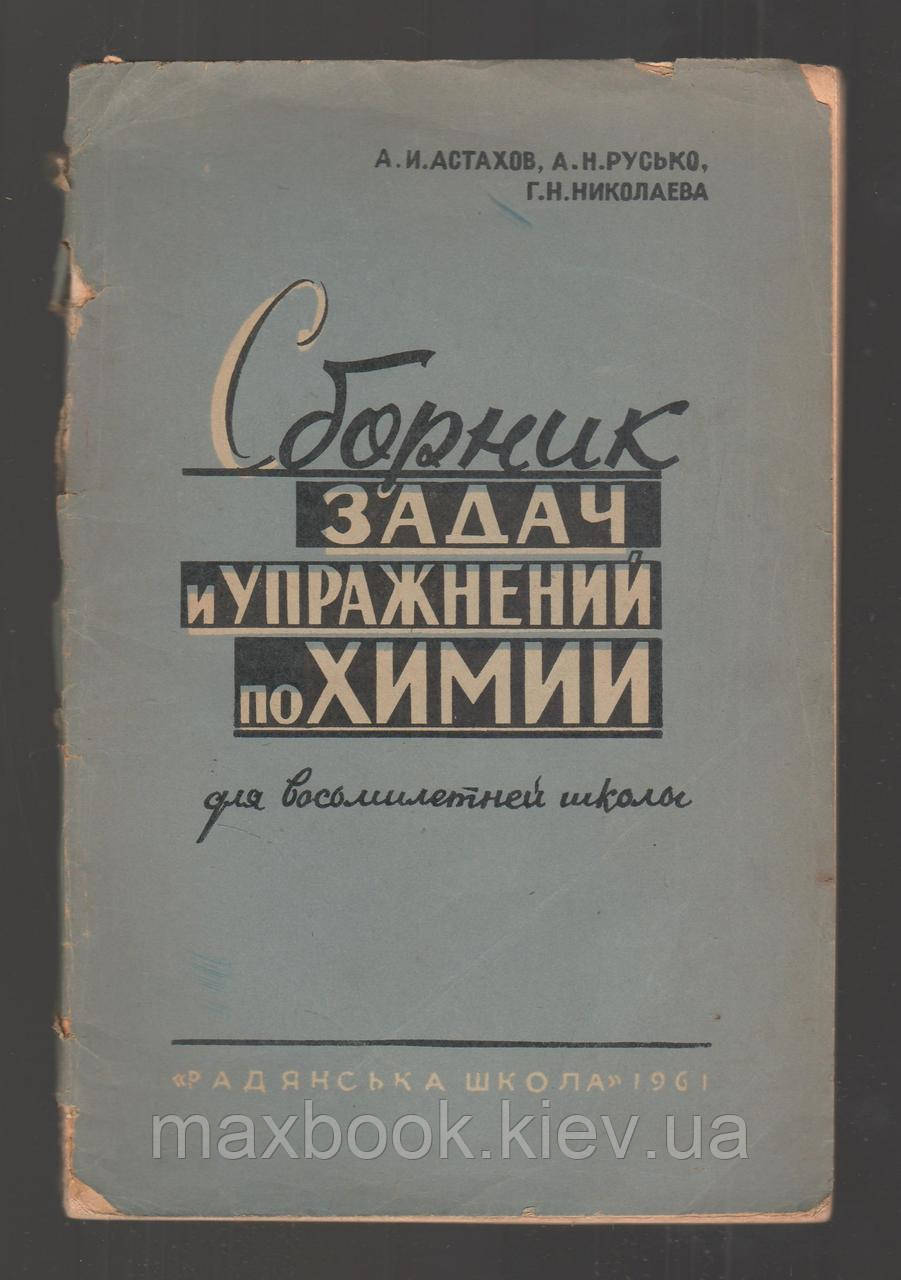 А.И.АСТАХОВ, А.Н.РУСЬКО,
Г.Н.НИКОЛАЕВА
Сборник
ЗАДАЧ
и УПРАЖНЕНИЙ
по ХИМИИ
для восьмилетней школы
«РАДЯНСЬКА ШКОЛА» 1961
maxbook.kiev.ua